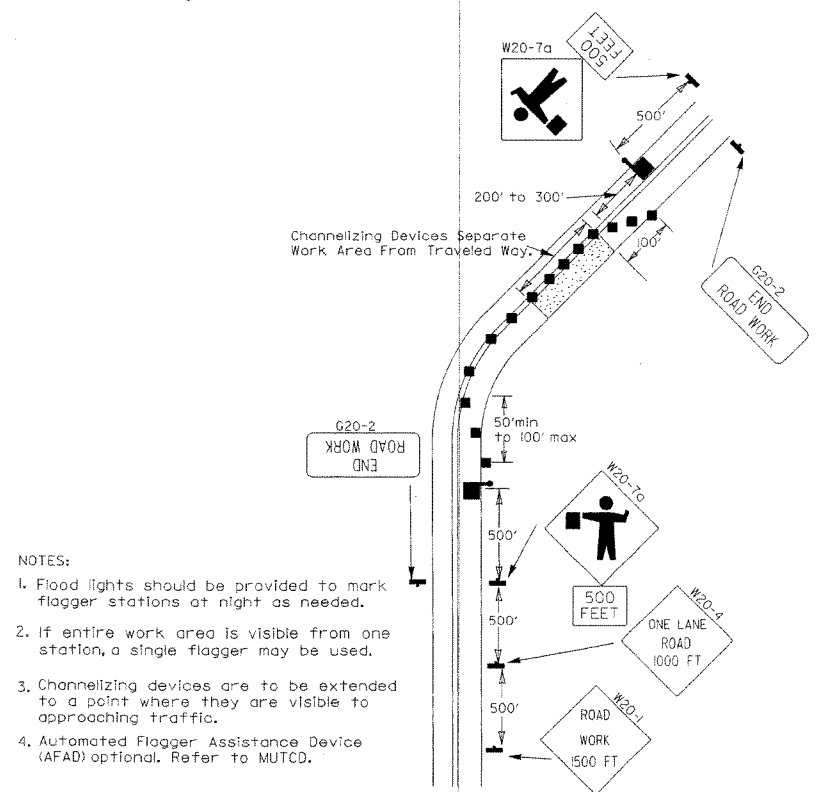 W20-7a
500
FEET
500'
200' to 300'
Channelizing Devices Separate
Work Area From Traveled Way.
100'
G20-2
END
ROAD WORK
50'min
to 100' max
G20-2
END
ROAD WORK
W20-7a
500'
500
FEET
500'
W20-4
ONE LANE
ROAD
1000 FT
500'
W20-1
ROAD
WORK
1500 FT
NOTES:
1. Flood lights should be provided to mark
flagger stations at night as needed.
2. If entire work area is visible from one
station, a single flagger may be used.
3. Channelizing devices are to be extended
to a point where they are visible to
approaching traffic.
4. Automated Flagger Assistance Device
(AFAD) optional. Refer to MUTCD.